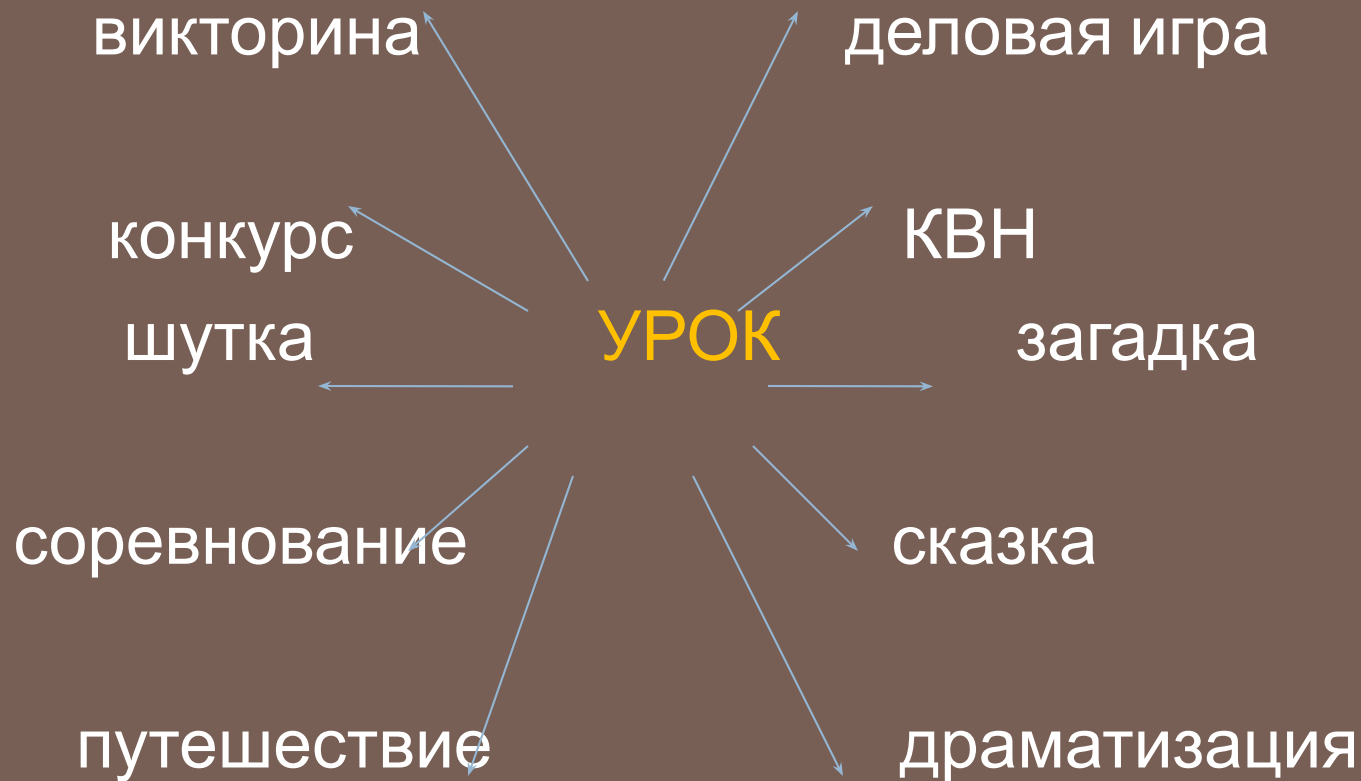 викторина деловая игра
конкурс КВН
шутка УРОК загадка
соревнование сказка
путешествие драматизация